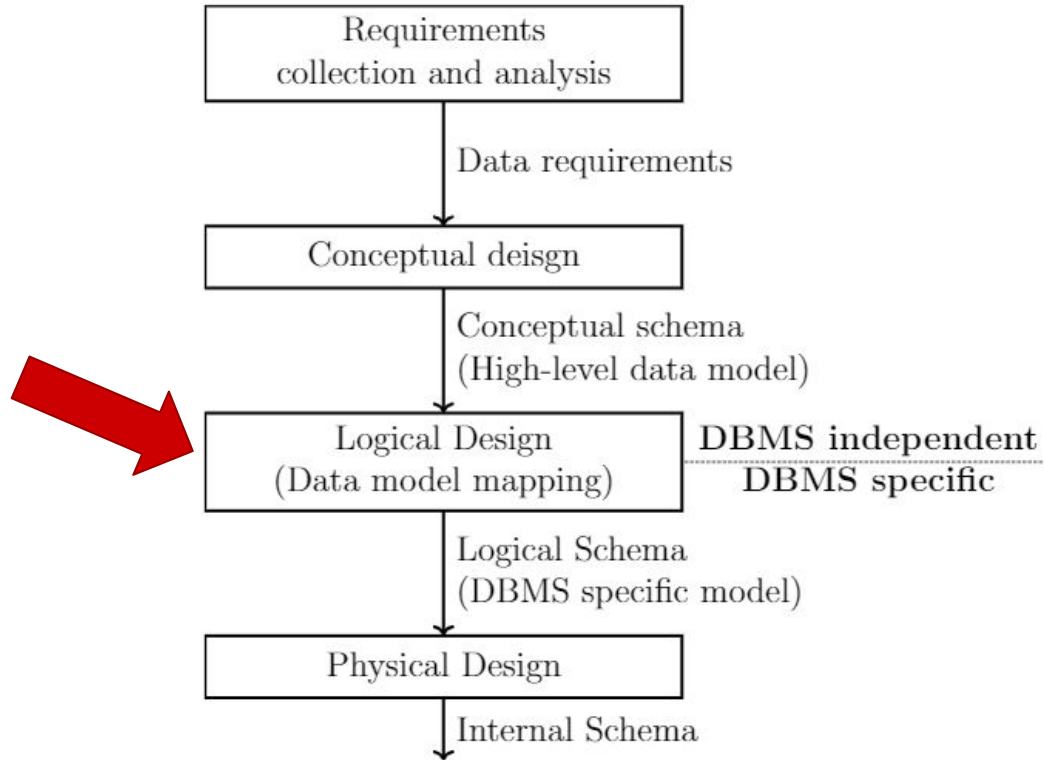 Requirements
collection and analysis
Data requirements
Conceptual deisgn
Conceptual schema
(High-level data model)
Logical Design
(Data model mapping)
DBMS independent
DBMS specific
Logical Schema
(DBMS specific model)
Physical Design
Internal Schema